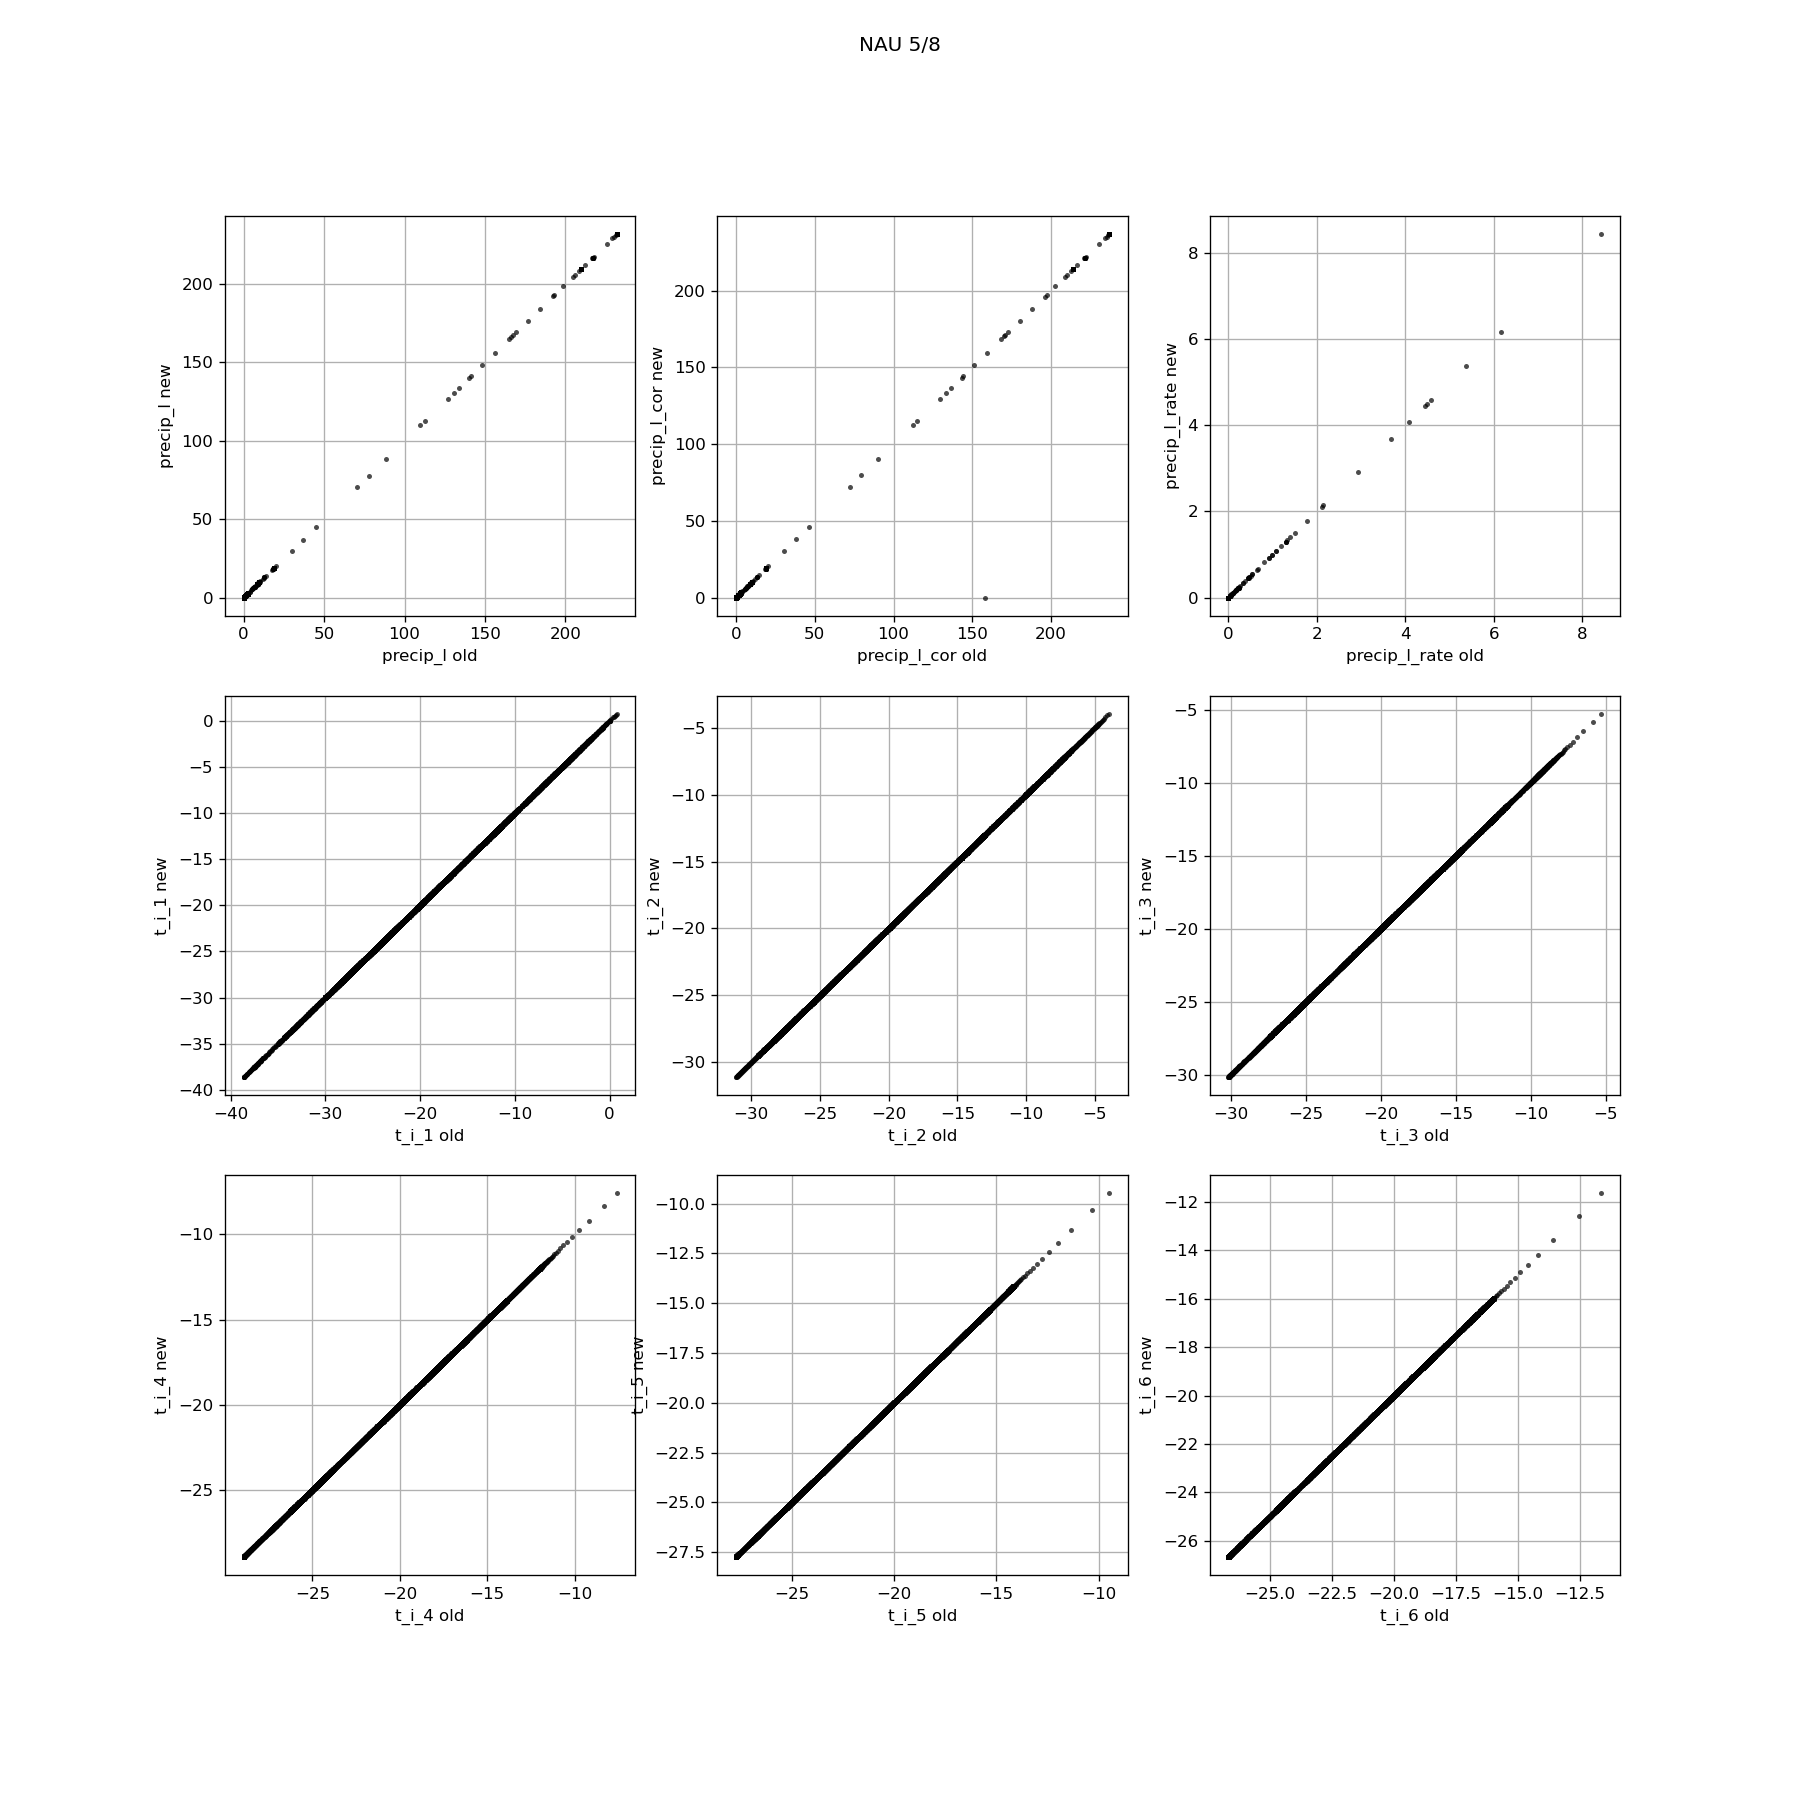 NAU 5/8
200
150
100
50
0
precip_l new
0 50 100 150 200
precip_l old
200
150
100
50
0
precip_l_cor new
0 50 100 150 200
precip_l_cor old
8
6
4
2
0
precip_l_rate new
0 2 4 6 8
precip_l_rate old
0
−5
−10
−15
−20
−25
−30
−35
−40
t_i_1 new
−40 −30 −20 −10 0
t_i_1 old
−5
−10
−15
−20
−25
−30
t_i_2 new
−30 −25 −20 −15 −10 −5
t_i_2 old
−5
−10
−15
−20
−25
−30
t_i_3 new
−30 −25 −20 −15 −10 −5
t_i_3 old
−10
−15
−20
−25
t_i_4 new
−25 −20 −15 −10
t_i_4 old
−10.0
−12.5
−15.0
−17.5
−20.0
−22.5
−25.0
−27.5
t_i_5 new
−25 −20 −15 −10
t_i_5 old
−12
−14
−16
−18
−20
−22
−24
−26
t_i_6 new
−25.0 −22.5 −20.0 −17.5 −15.0 −12.5
t_i_6 old